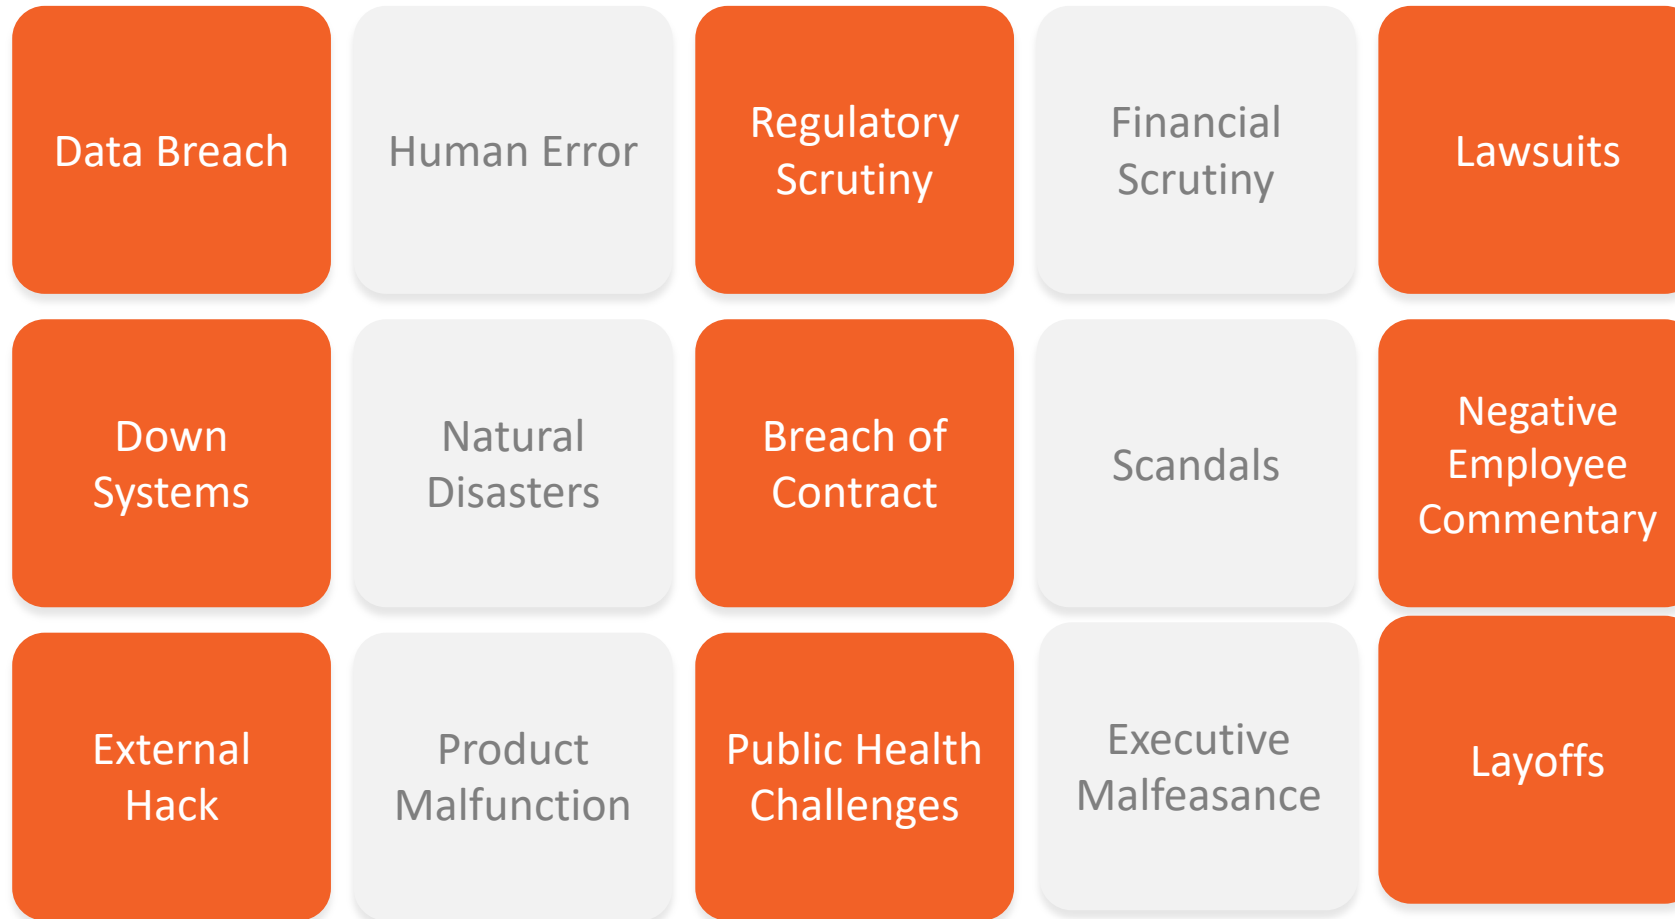 Data Breach
Human Error
Regulatory
Scrutiny
Financial
Scrutiny
Lawsuits
Down
Systems
Natural
Disasters
Breach of
Contract
Scandals
Negative
Employee
Commentary
External
Hack
Product
Malfunction
Public Health
Challenges
Executive
Malfeasance
Layoffs